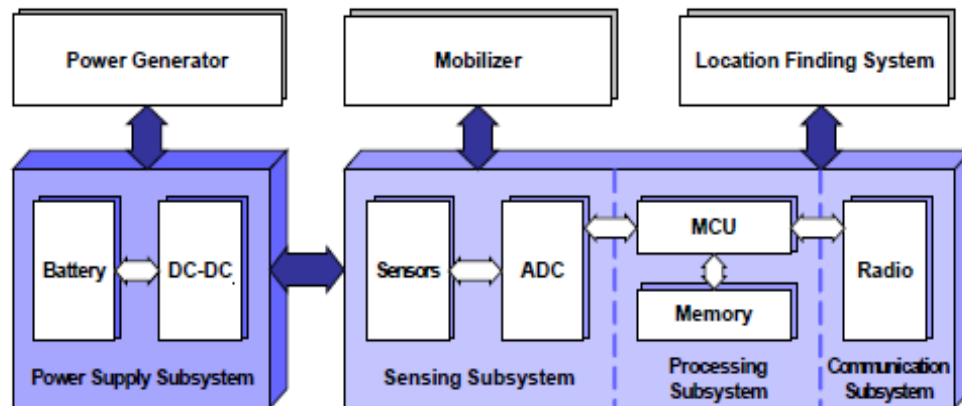 Power Generator
Mobilizer
Location Finding System
Battery
DC-DC
Sensors
ADC
MCU
Memory
Radio
Power Supply Subsystem
Sensing Subsystem
Processing
Subsystem
Communication
Subsystem